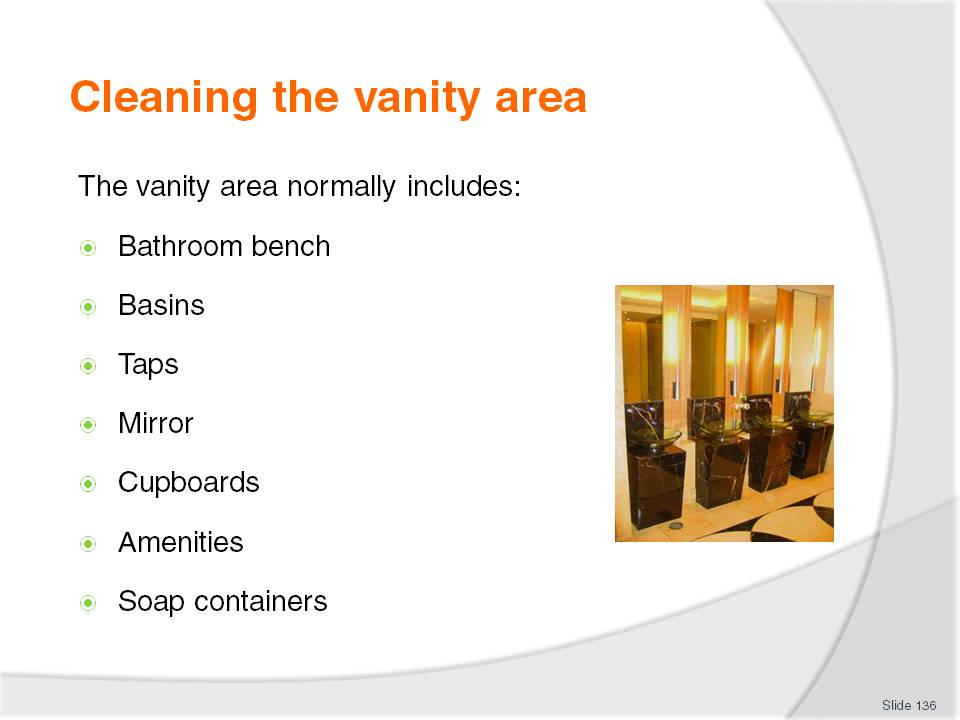 Cleaning the vanity area
The vanity area normally includes:
Bathroom bench
Basins
Taps
Mirror
Cupboards
Amenities
Soap containers
Slide 136